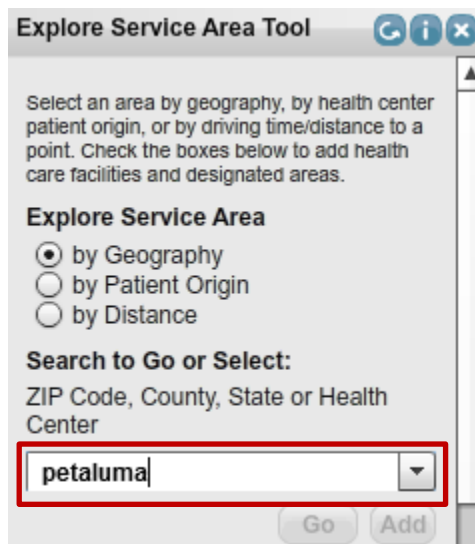 Explore Service Area Tool
Select an area by geography, by health center
patient origin, or by driving time/distance to a
point. Check the boxes below to add health
care facilities and designated areas.
Explore Service Area
by Geography
by Patient Origin
by Distance
Search to Go or Select:
ZIP Code, County, State or Health
Center
petaluma
Go Add